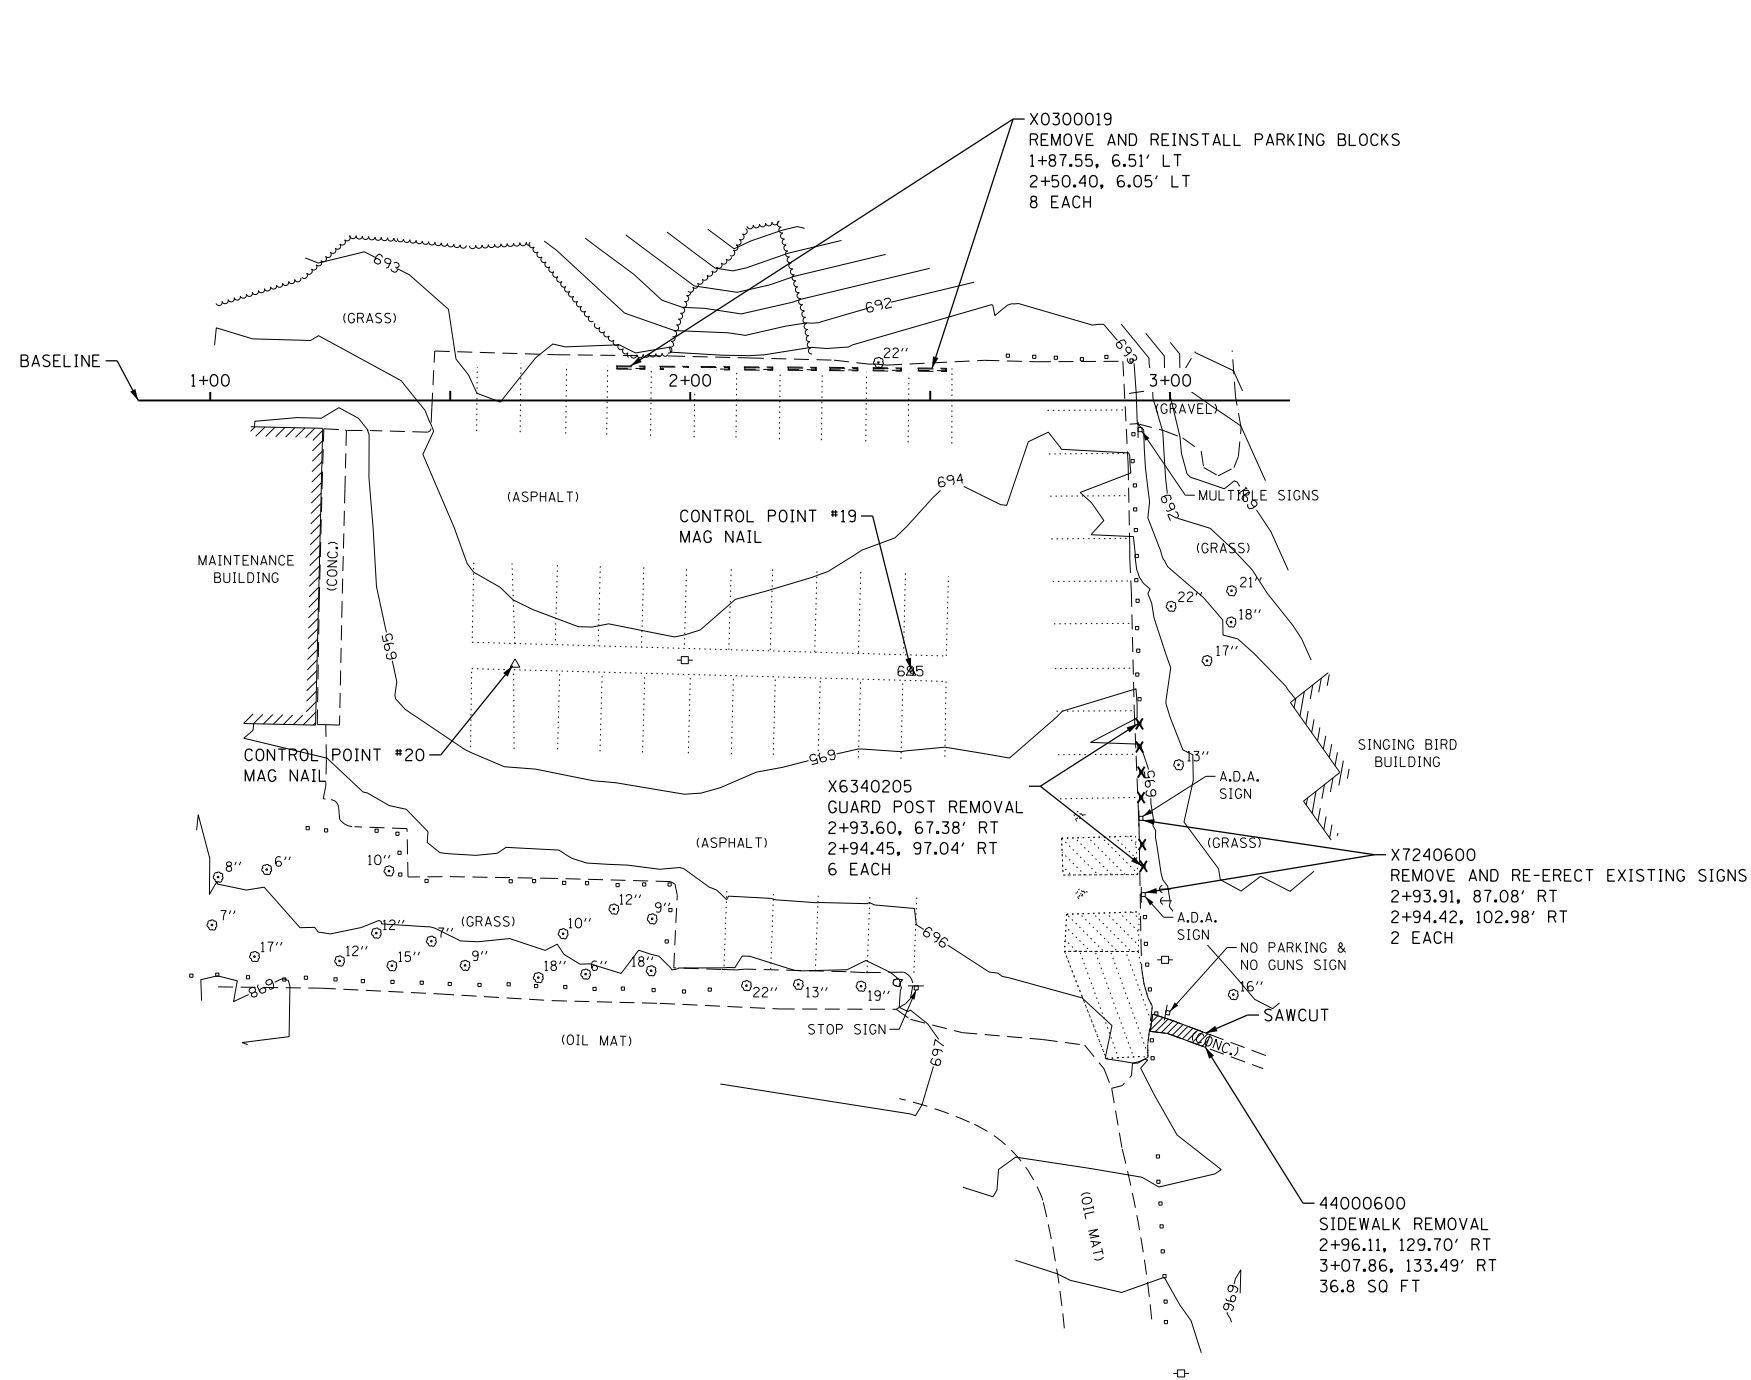 X0300019
REMOVE AND REINSTALL PARKING BLOCKS
1+87.55, 6.51' LT
2+50.40, 6.05' LT
8 EACH
693
(GRASS)
692
22"
693
BASELINE
1+00
2+00
3+00
(GRAVEL)
694
(ASPHALT)
MULTIPLE SIGNS
691
692
CONTROL POINT #19
MAG NAIL
MAINTENANCE
BUILDING
(CONC.)
(GRASS)
21"
22"
18"
17"
695
CONTROL POINT #20
MAG NAIL
695
SINGING BIRD
BUILDING
13"
X6340205
GUARD POST REMOVAL
2+93.60, 67.38' RT
2+94.45, 97.04' RT
6 EACH
A.D.A.
SIGN
695
(ASPHALT)
(GRASS)
X7240600
REMOVE AND RE-ERECT EXISTING SIGNS
2+93.91, 87.08' RT
2+94.42, 102.98' RT
2 EACH
8"
6"
10"
12"
9"
7"
12"
(GRASS)
7"
10"
A.D.A.
SIGN
696
17"
12"
15"
9"
18"
6"
18"
22"
13"
19"
NO PARKING &
NO GUNS SIGN
16"
698
STOP SIGN
SAWCUT
(OIL MAT)
697
(CONC.)
(OIL MAT)
44000600
SIDEWALK REMOVAL
2+96.11, 129.70' RT
3+07.86, 133.49' RT
36.8 SQ FT
696